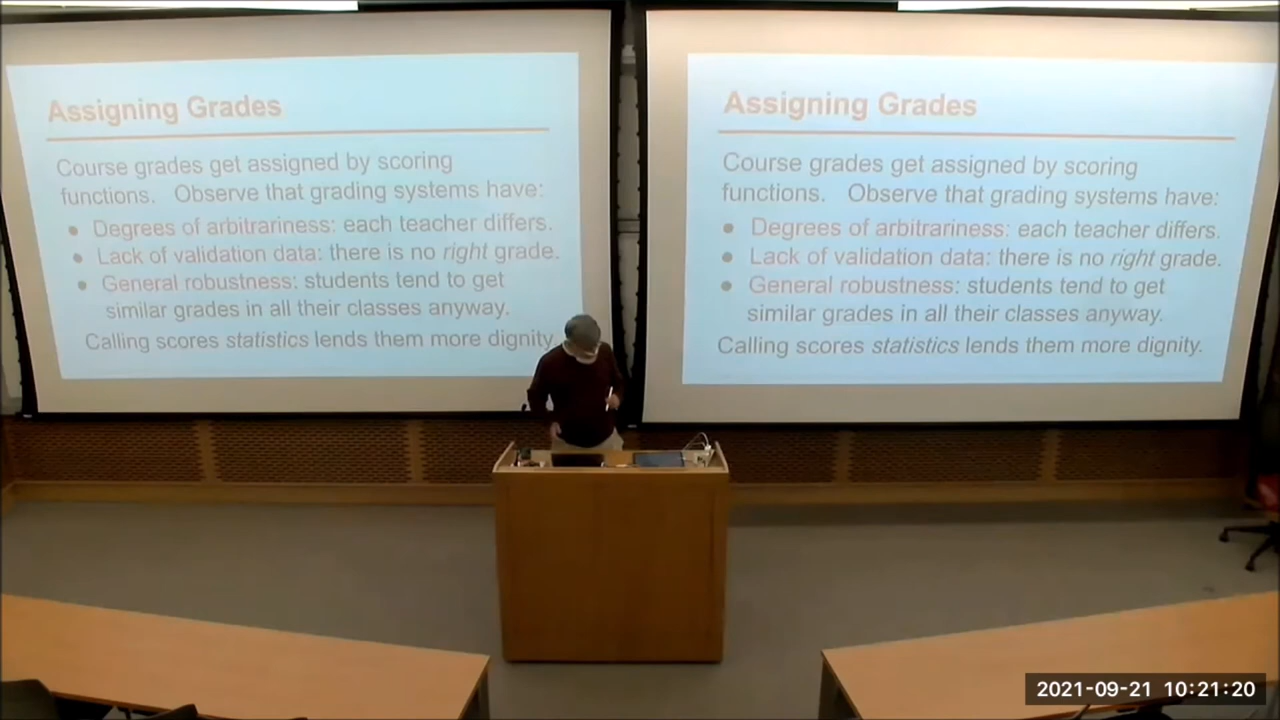 Assigning Grades
Course grades get assigned by scoring
functions. Observe that grading systems have:
• Degrees of arbitrariness: each teacher differs.
• Lack of validation data: there is no right grade.
• General robustness: students tend to get
similar grades in all their classes anyway.
Calling scores statistics lends them more dignity
Assigning Grades
Course grades get assigned by scoring
functions. Observe that grading systems have:
• Degrees of arbitrariness: each teacher differs.
• Lack of validation data: there is no right grade.
• General robustness: students tend to get
similar grades in all their classes anyway.
Calling scores statistics lends them more dignity.
2021-09-21 10:21:20